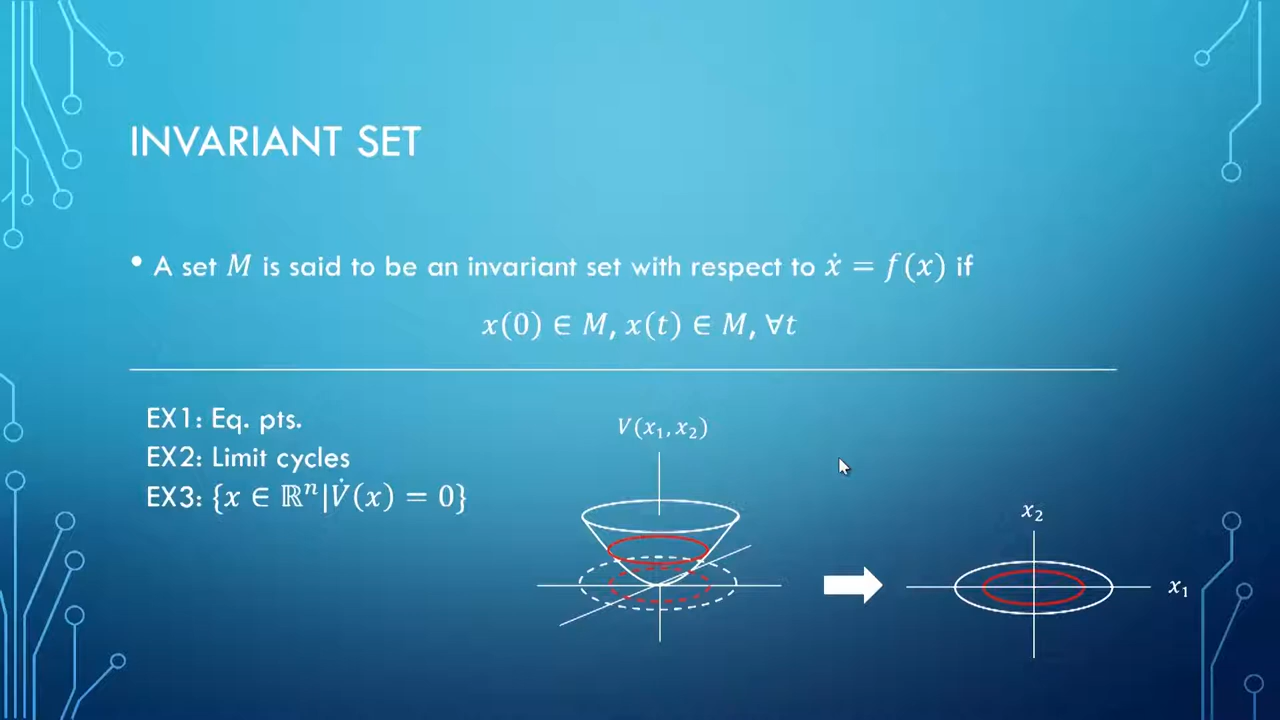 INVARIANT SET
• A set 𝑀 is said to be an invariant set with respect to ẋ = f(x) if
x(0) ∈ M, x(t) ∈ M, ∀t
EX1: Eq. pts.
EX2: Limit cycles
EX3: {x ∈ ℝⁿ|V̇(x) = 0}
V(x₁, x₂)
x₂
x₁